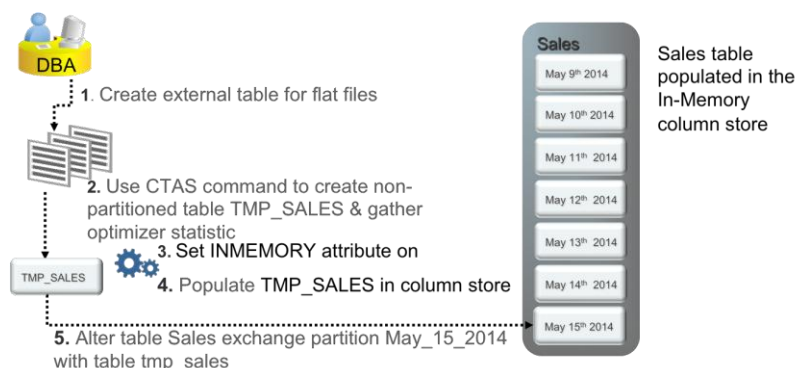 DBA
1. Create external table for flat files
2. Use CTAS command to create non-
partitioned table TMP_SALES & gather
optimizer statistic
3. Set INMEMORY attribute on
TMP_SALES
4. Populate TMP_SALES in column store
5. Alter table Sales exchange partition May_15_2014
with table tmp_sales
Sales
May 9th 2014
May 10th 2014
May 11th 2014
May 12th 2014
May 13th 2014
May 14th 2014
May 15th 2014
Sales table
populated in the
In-Memory
column store